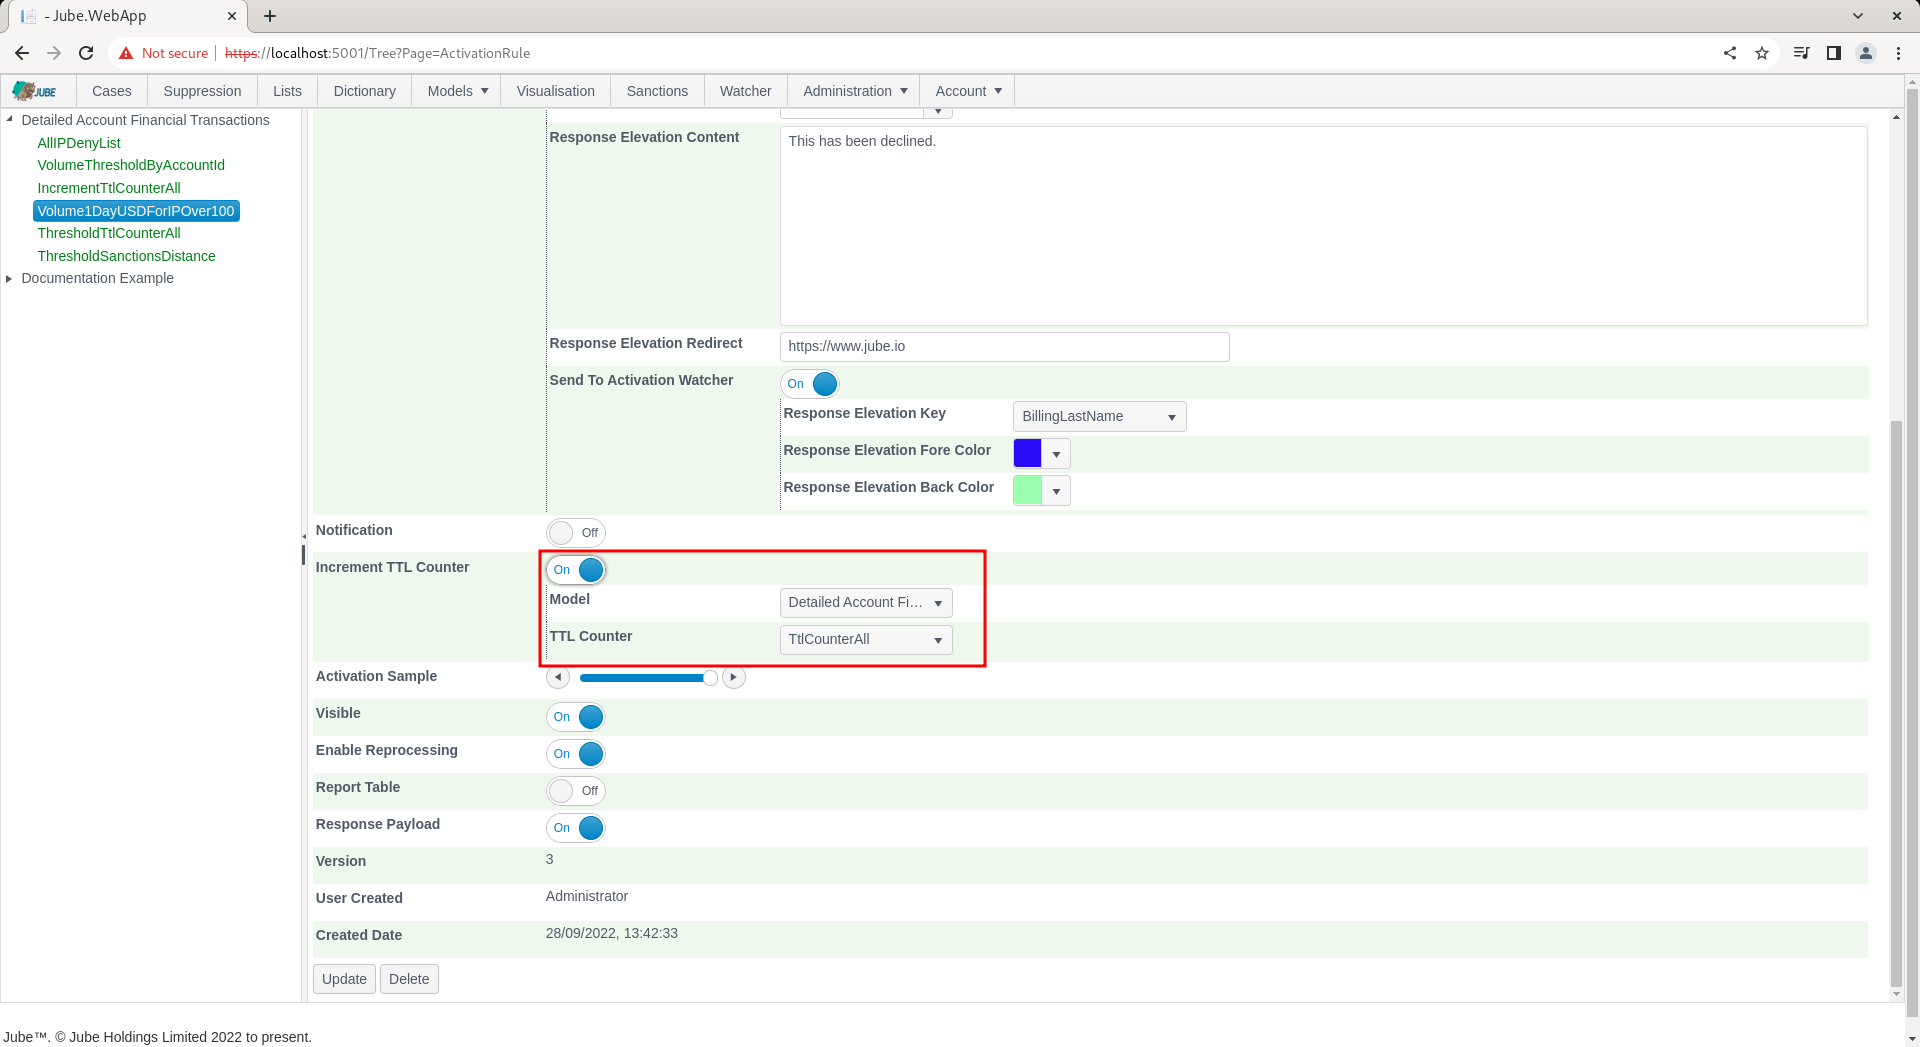 - Jube.WebApp
Not secure https://localhost:5001/Tree?Page=ActivationRule
JUBE Cases Suppression Lists Dictionary Models Visualisation Sanctions Watcher Administration Account
Detailed Account Financial Transactions
AllIPDenyList
VolumeThresholdByAccountId
IncrementTtlCounterAll
Volume1DayUSDForIPOver100
ThresholdTtlCounterAll
ThresholdSanctionsDistance
Documentation Example
Response Elevation Content This has been declined.
Response Elevation Redirect https://www.jube.io
Send To Activation Watcher On
Response Elevation Key BillingLastName
Response Elevation Fore Color
Response Elevation Back Color
Notification Off
Increment TTL Counter On
Model Detailed Account Fi...
TTL Counter TtlCounterAll
Activation Sample
Visible On
Enable Reprocessing On
Report Table Off
Response Payload On
Version 3
User Created Administrator
Created Date 28/09/2022, 13:42:33
Update Delete
Jube™. © Jube Holdings Limited 2022 to present.